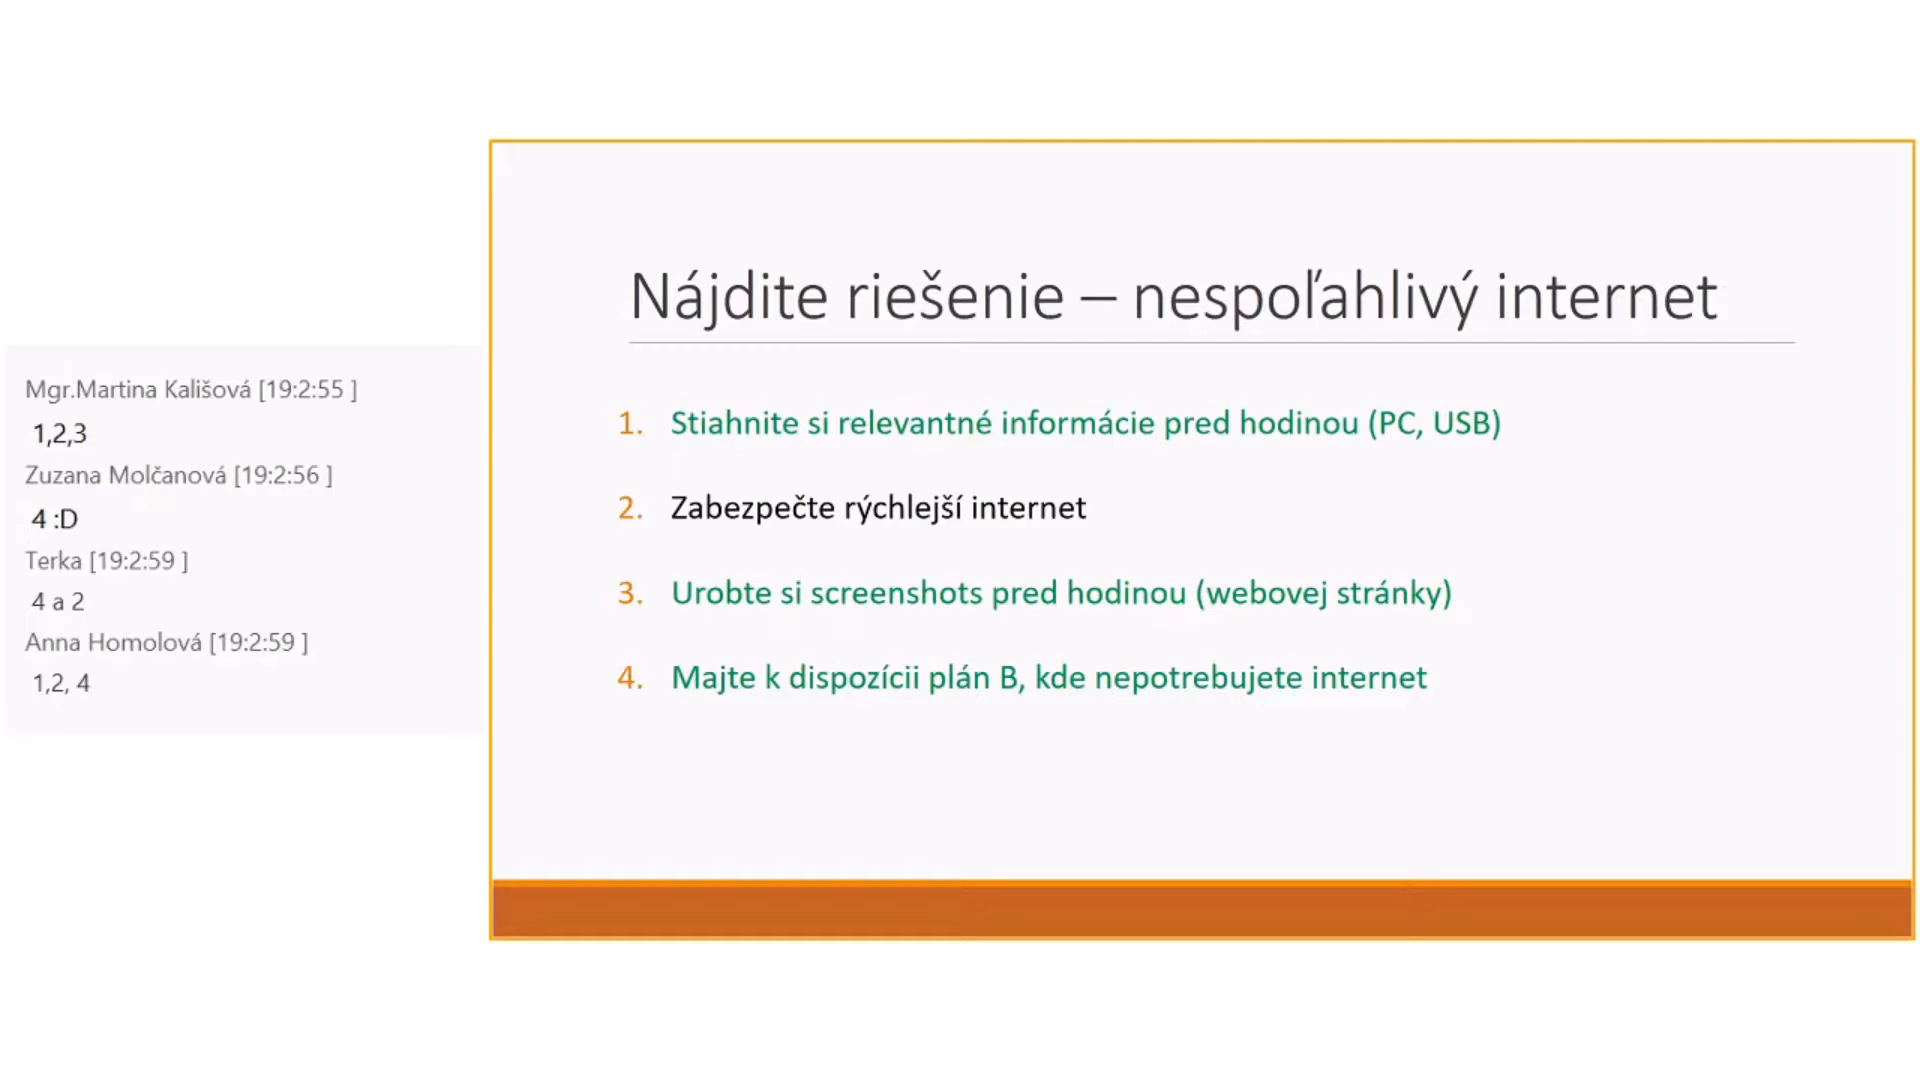 Mgr.Martina Kališová [19:2:55 ]
1,2,3
Zuzana Molčanová [19:2:56 ]
4 :D
Terka [19:2:59 ]
4 a 2
Anna Homolová [19:2:59 ]
1,2, 4
Nájdite riešenie – nespoľahlivý internet
1. Stiahnite si relevantné informácie pred hodinou (PC, USB)
2. Zabezpečte rýchlejší internet
3. Urobte si screenshots pred hodinou (webovej stránky)
4. Majte k dispozícii plán B, kde nepotrebujete internet